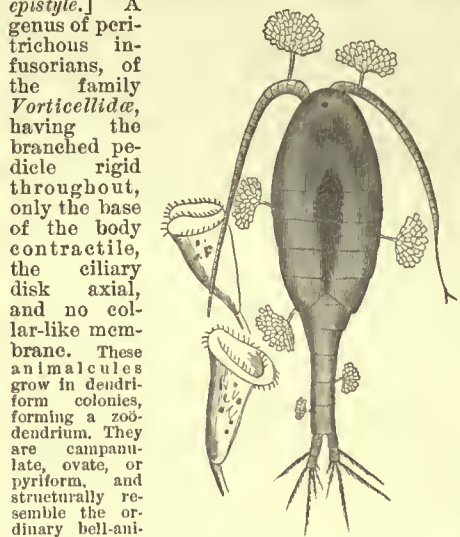 epistyle.] A
genus of peri-
trichous in-
fusorians, of
the family
Vorticellidæ,
having the
branched pe-
dicle rigid
throughout,
only the base
of the body
contractile,
the ciliary
disk axial,
and no col-
lar-like mem-
brane. These
animalcules
grow in dendri-
form colonies,
forming a zoö-
dendrium. They
are campanu-
late, ovate, or
pyriform, and
structurally re-
semble the or-
dinary bell-ani-